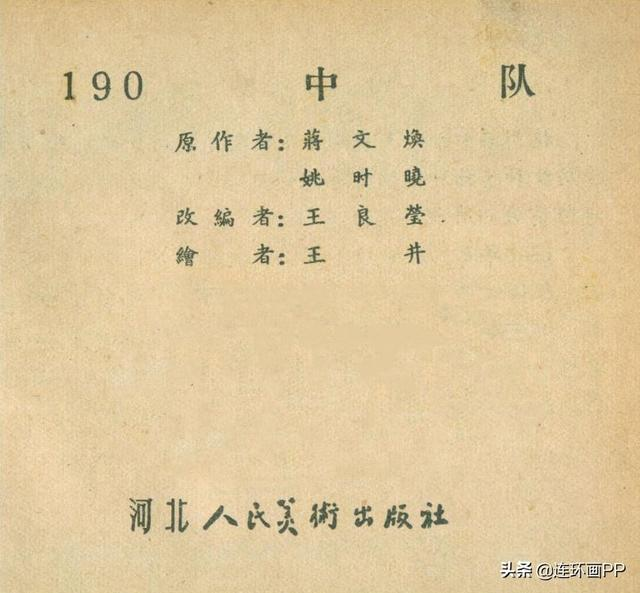 190 中 队
原作者：蔣文煥
姚时曉
改編者：王良瑩
繪者：王井
河北人民美術出版社
头条 @连环画PP